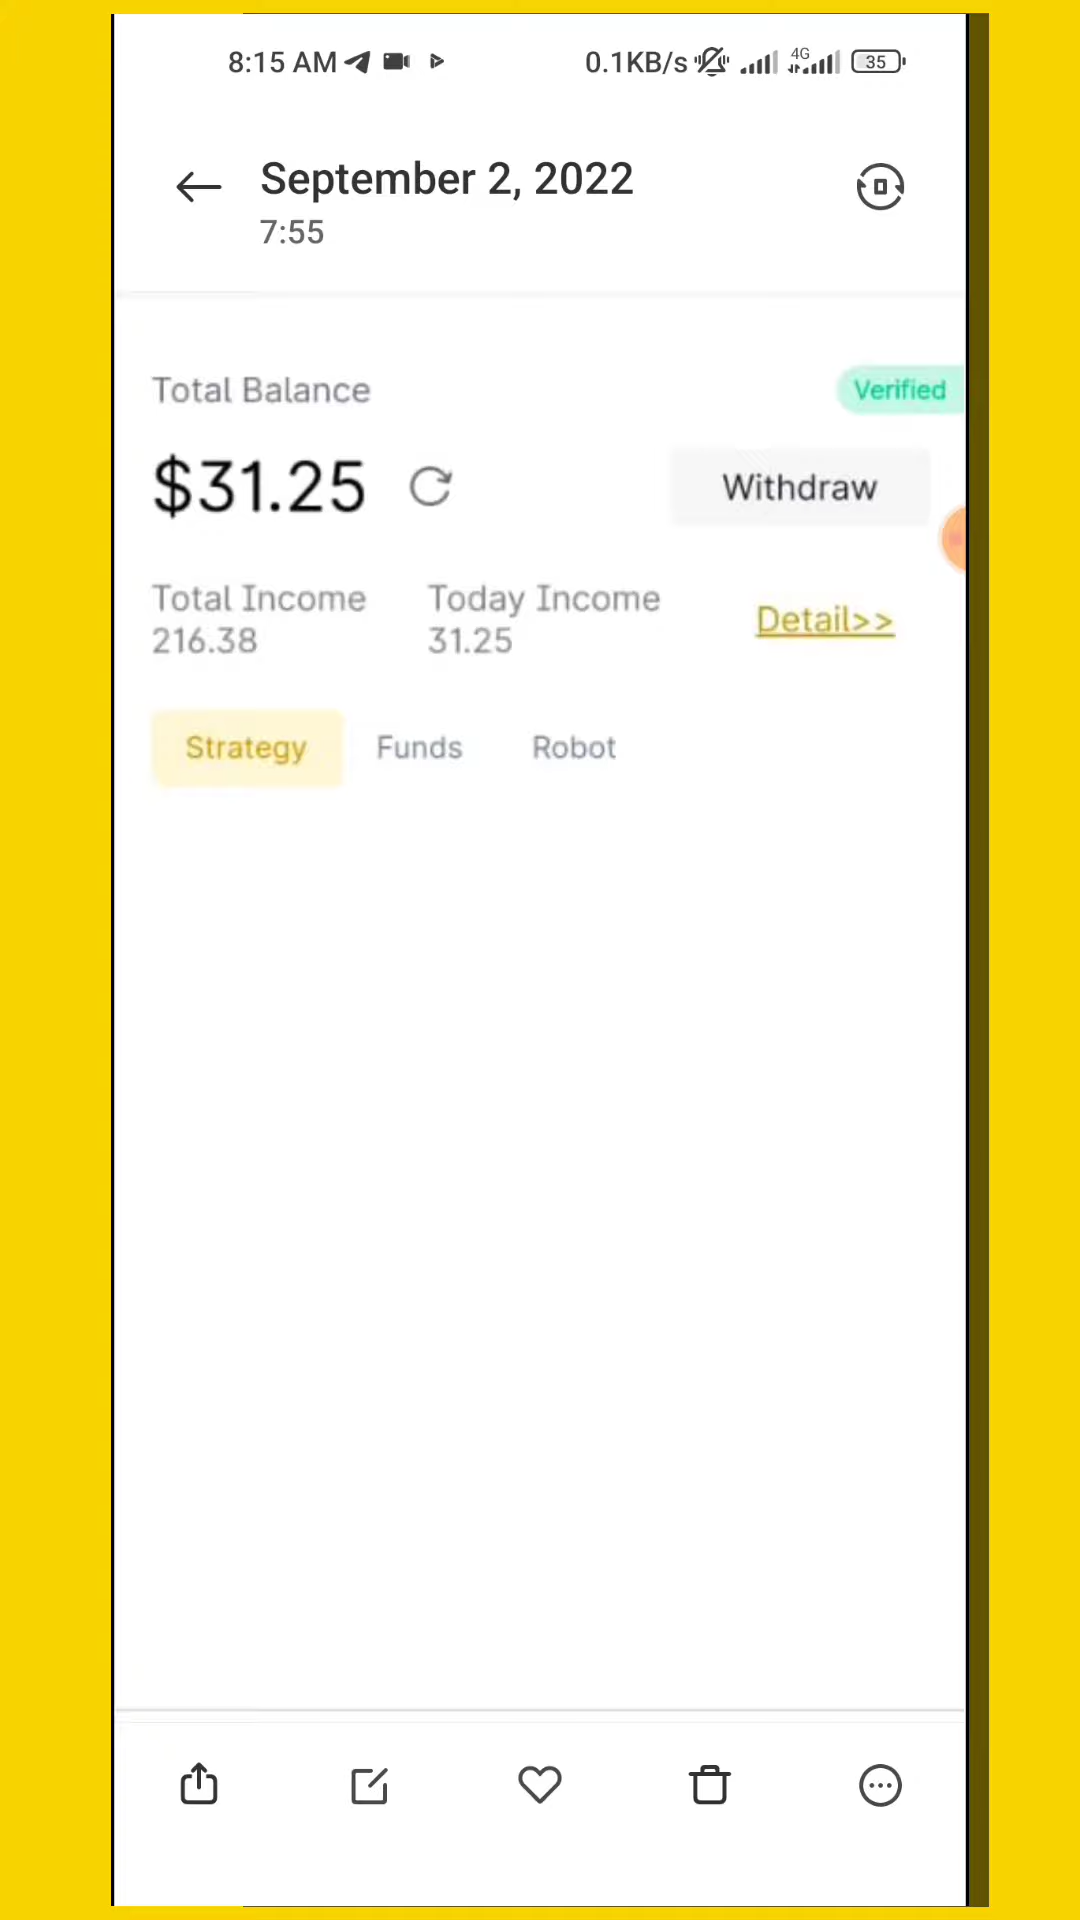 8:15 AM 0.1KB/s 4G 35
September 2, 2022
7:55
Total Balance
Verified
$31.25
Withdraw
Total Income Today Income
216.38 31.25
Detail>>
Strategy Funds Robot